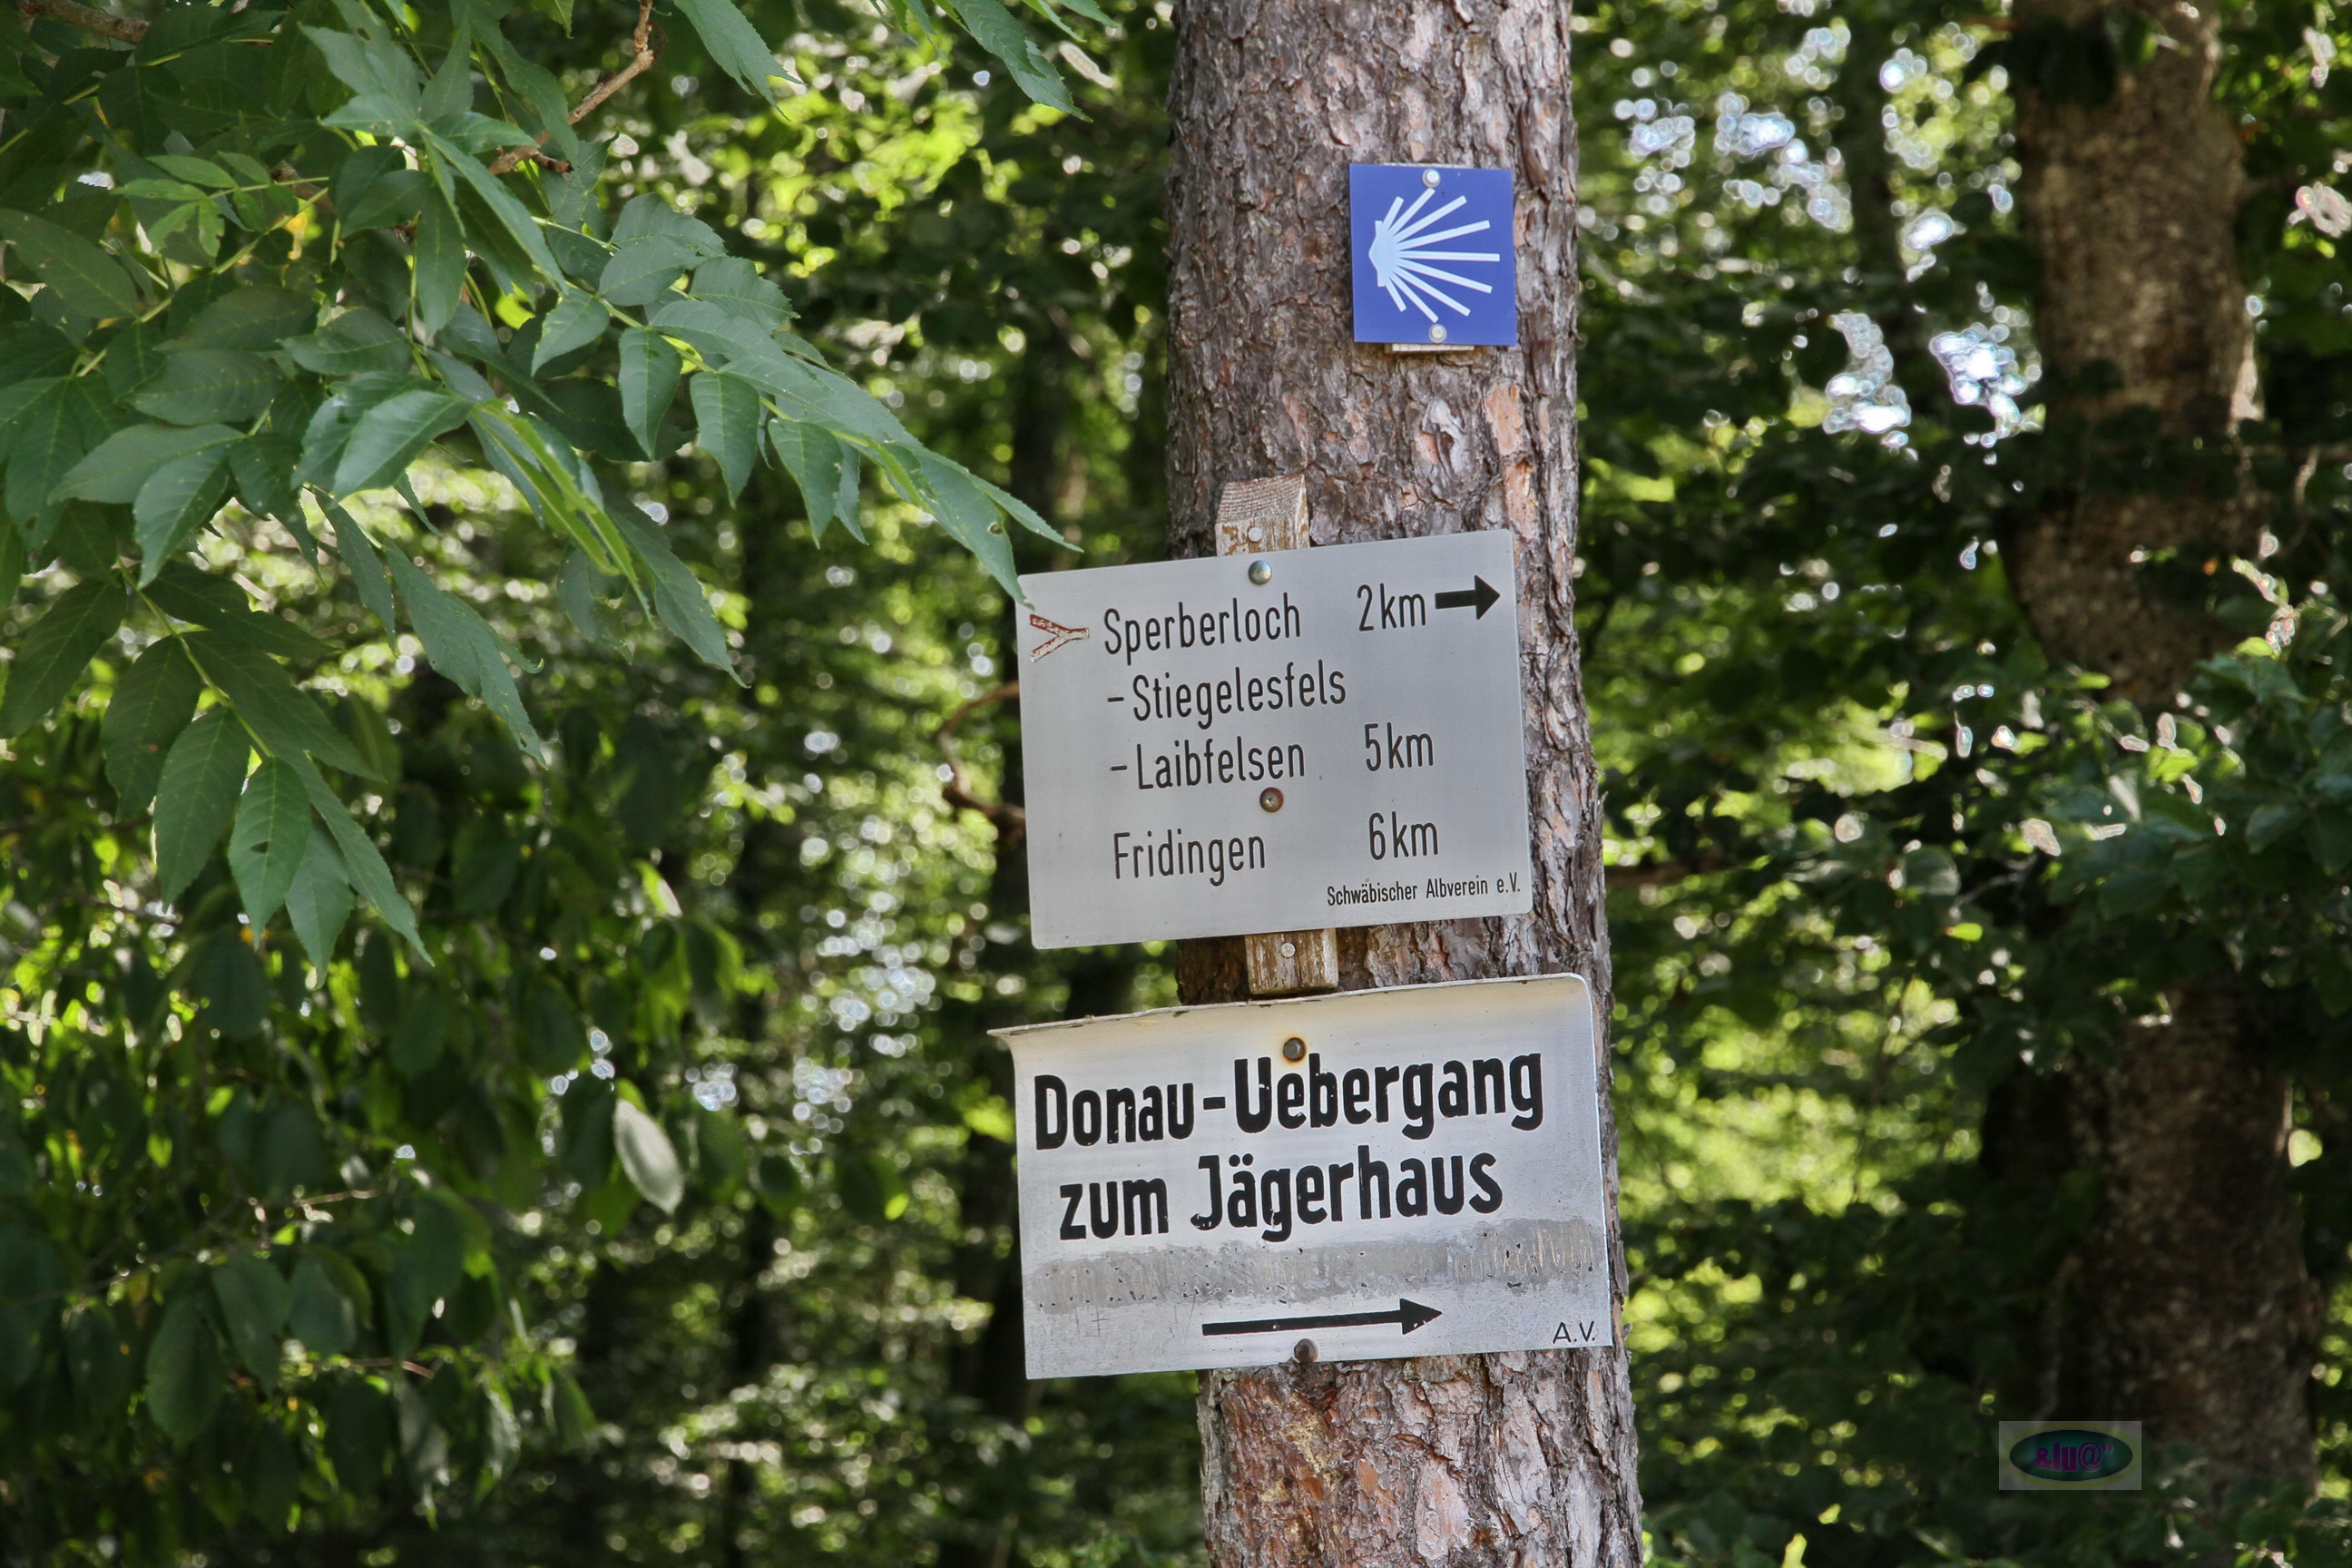 Sperberloch 2km
-Stiegelesfels
-Laibfelsen 5km
Fridingen 6km
Schwäbischer Albverein e.V.
Donau-Uebergang
zum Jägerhaus
A.V.